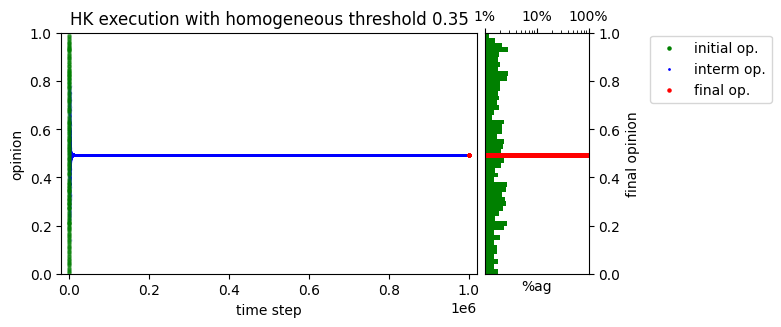 HK execution with homogeneous threshold 0.35
1% 10% 100%
1.0 1.0
0.8 0.8
0.6 0.6
0.4 0.4
0.2 0.2
0.0 0.0
opinion
final opinion
0.0 0.2 0.4 0.6 0.8 1.0
1e6
time step
%ag
initial op.
interm op.
final op.